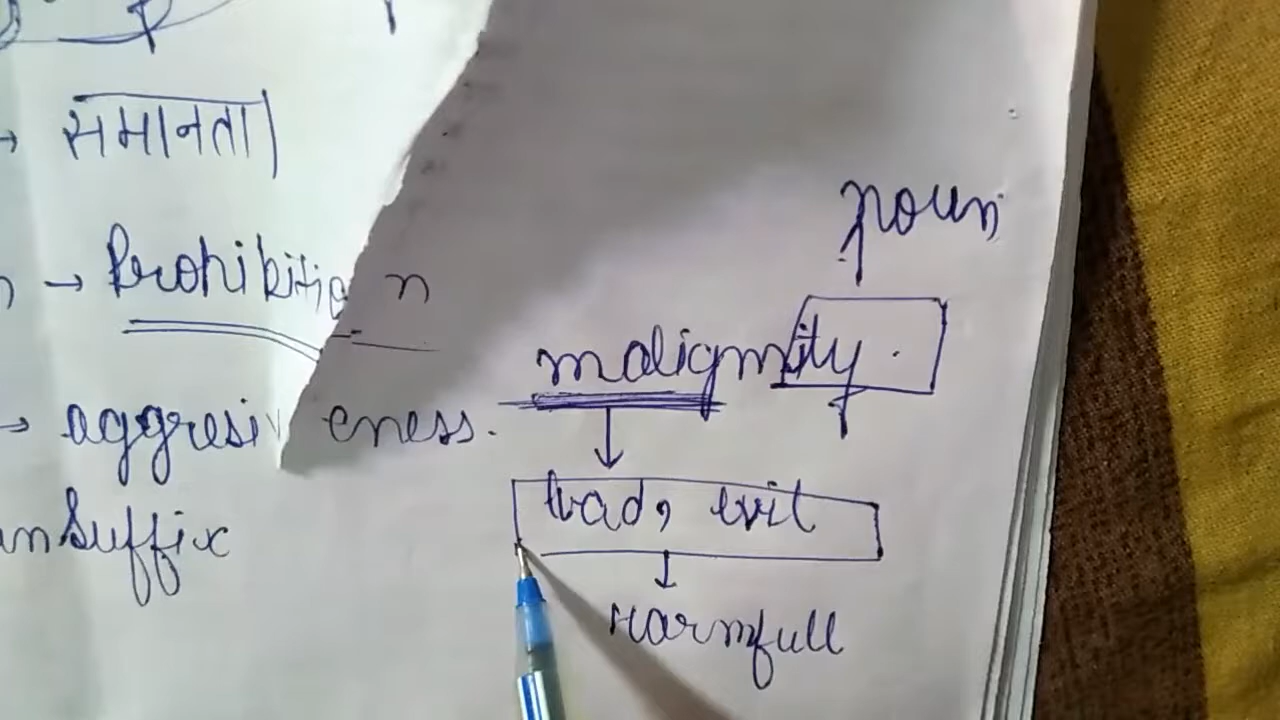 → समानता
noun
→ Prohibition
malignity.
→ aggresiveness.
bad, evil
Suffix
Harmfull